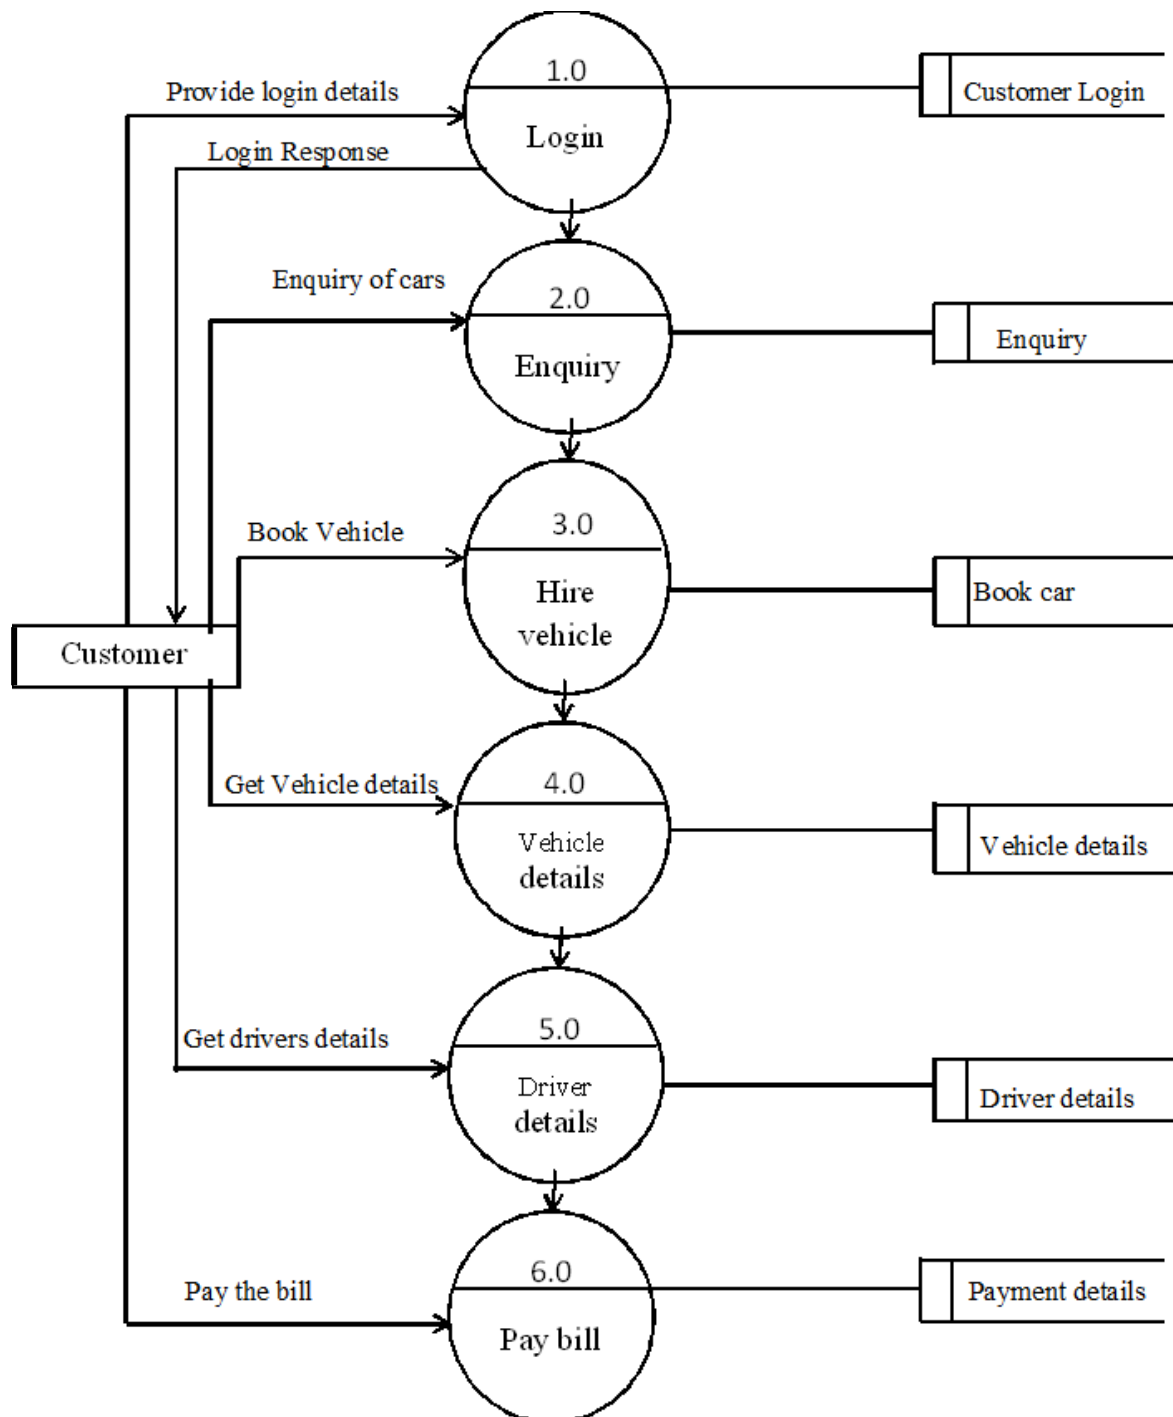 1.0
Provide login details
Customer Login
Login
Login Response
Enquiry of cars
2.0
Enquiry
Enquiry
3.0
Book Vehicle
Hire
vehicle
Book car
Customer
4.0
Get Vehicle details
Vehicle
details
Vehicle details
5.0
Get drivers details
Driver
details
Driver details
6.0
Pay the bill
Payment details
Pay bill